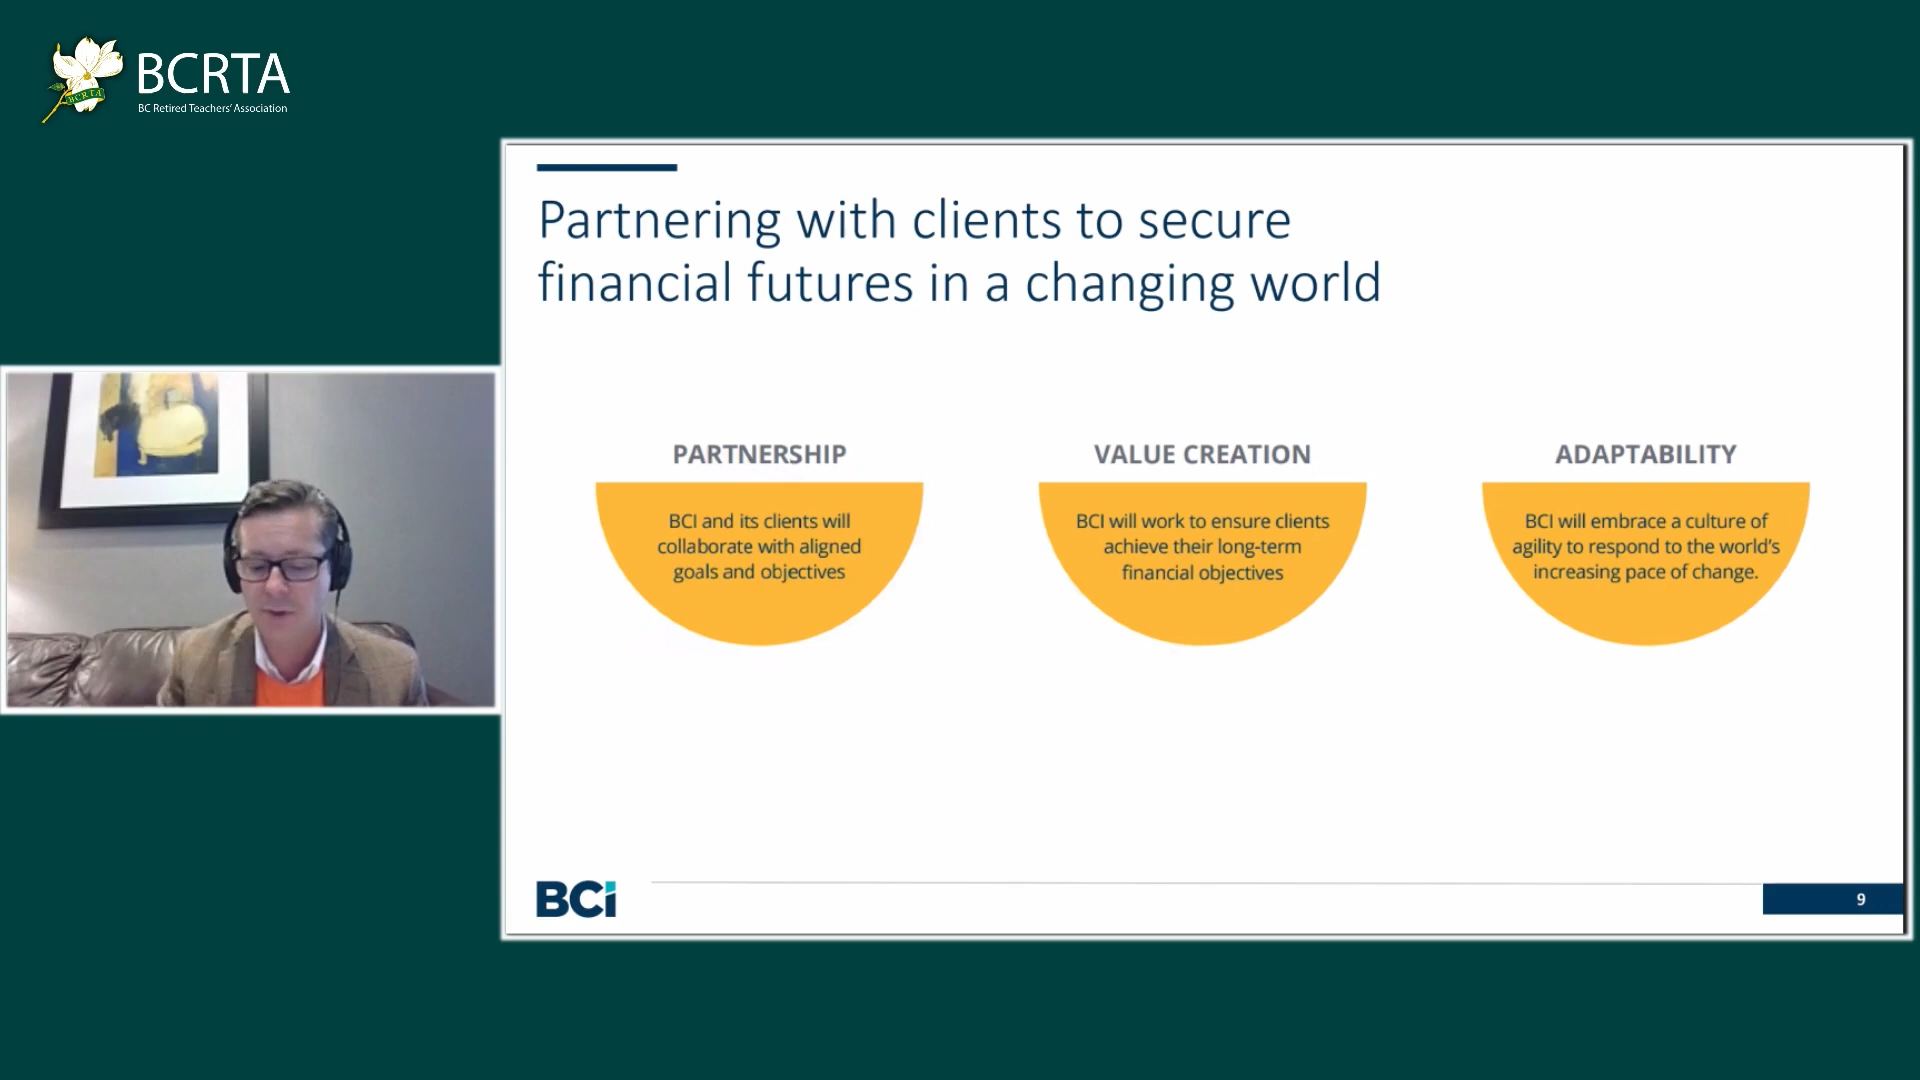 BCRTA
BC Retired Teachers' Association
BCRTA
Partnering with clients to secure
financial futures in a changing world
PARTNERSHIP
BCI and its clients will
collaborate with aligned
goals and objectives
VALUE CREATION
BCI will work to ensure clients
achieve their long-term
financial objectives
ADAPTABILITY
BCI will embrace a culture of
agility to respond to the world's
increasing pace of change.
BCi
9